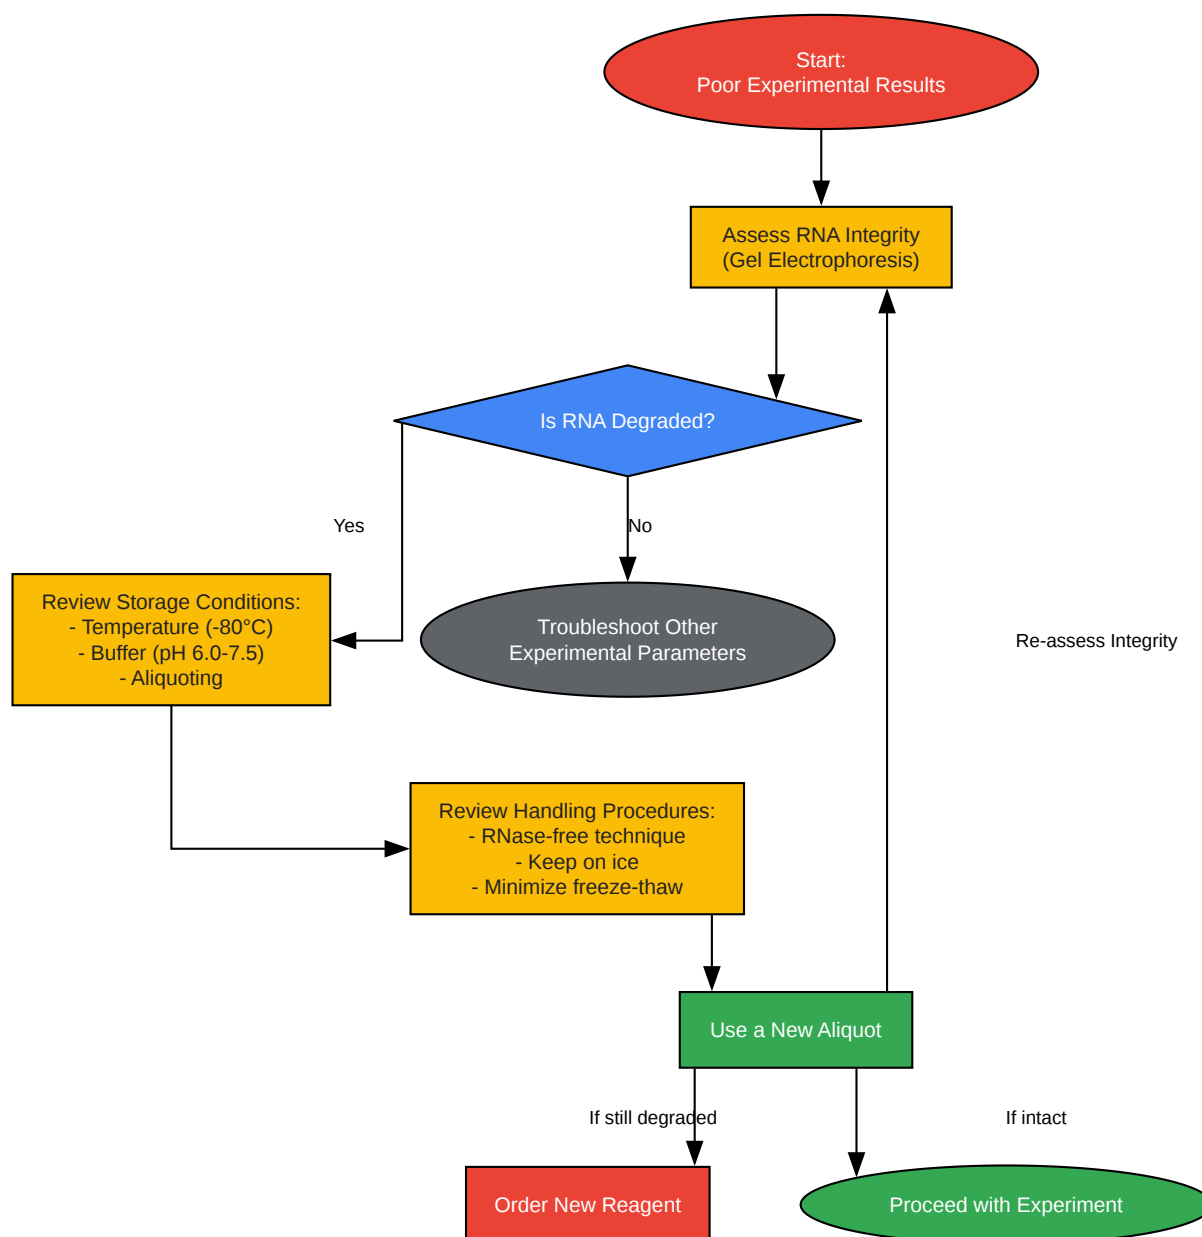 Start:
Poor Experimental Results
Assess RNA Integrity
(Gel Electrophoresis)
Is RNA Degraded?
Yes
No
Review Storage Conditions:
- Temperature (-80°C)
- Buffer (pH 6.0-7.5)
- Aliquoting
Troubleshoot Other
Experimental Parameters
Re-assess Integrity
Review Handling Procedures:
- RNase-free technique
- Keep on ice
- Minimize freeze-thaw
Use a New Aliquot
If still degraded
If intact
Order New Reagent
Proceed with Experiment